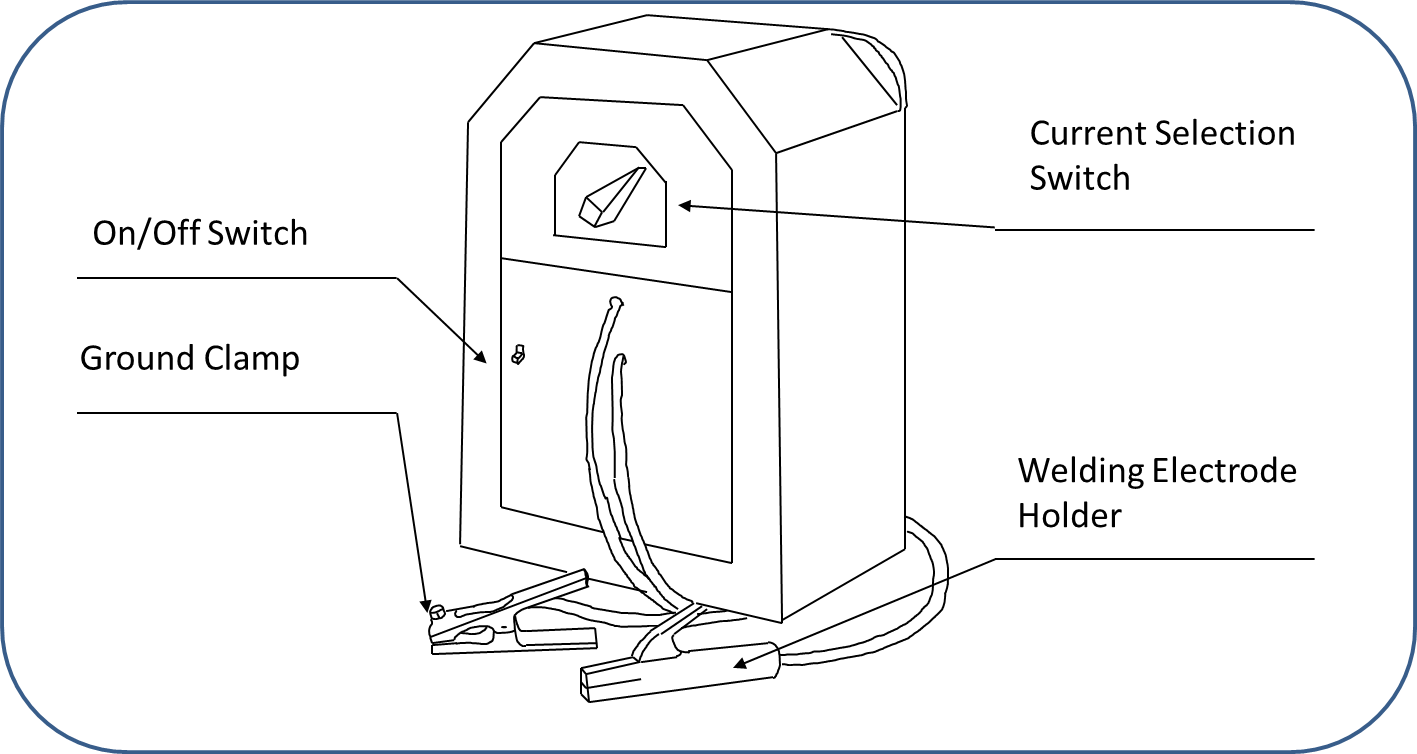 Current Selection
Switch
On/Off Switch
Ground Clamp
Welding Electrode
Holder